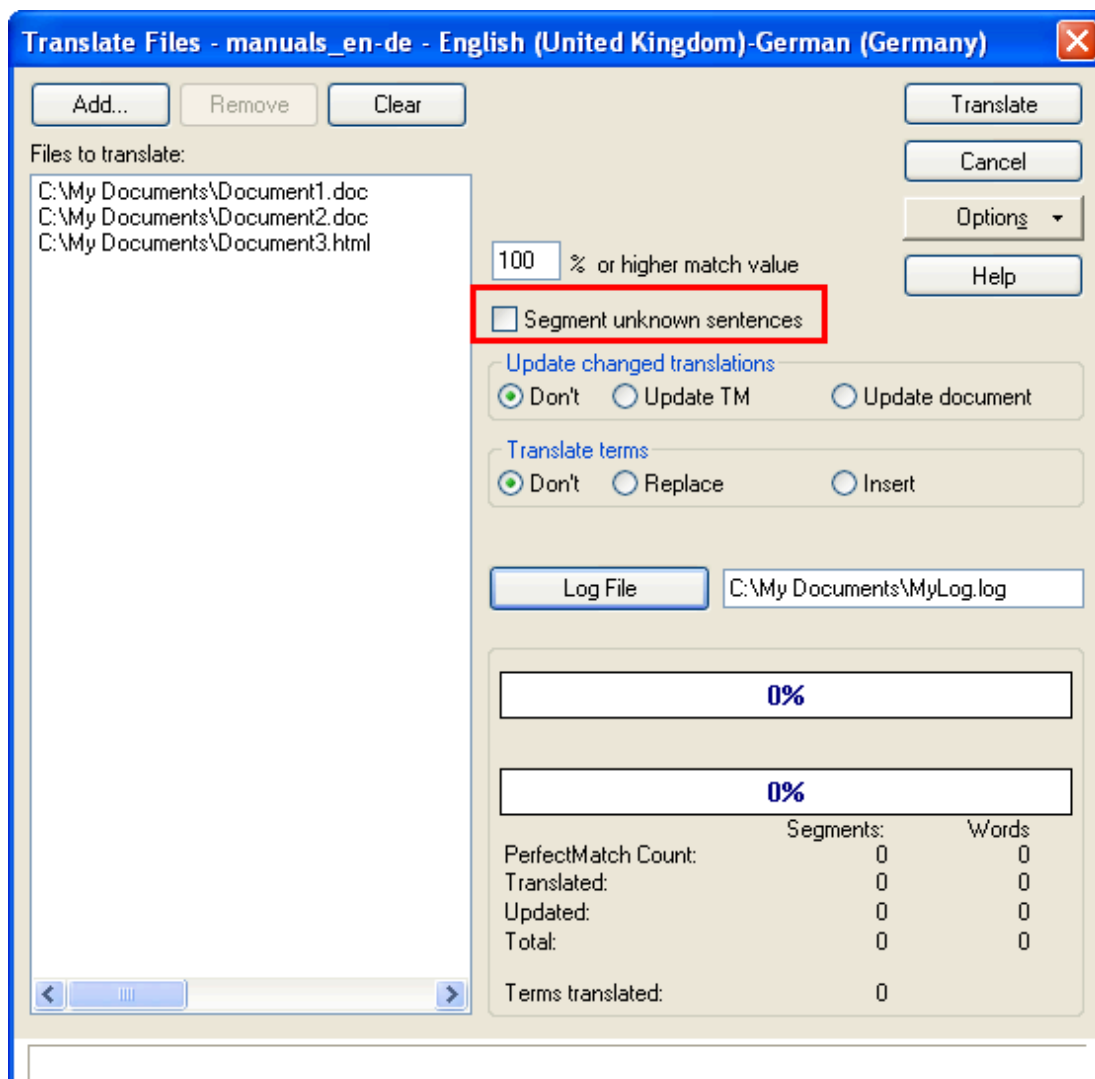 Translate Files - manuals_en-de - English (United Kingdom)-German (Germany)
Add... Remove Clear
Translate
Files to translate:
Cancel
C:\My Documents\Document1.doc
C:\My Documents\Document2.doc
C:\My Documents\Document3.html
Options
100 % or higher match value
Help
Segment unknown sentences
Update changed translations
Don't Update TM Update document
Translate terms
Don't Replace Insert
Log File C:\My Documents\MyLog.log
0%
0%
Segments: Words
PerfectMatch Count: 0 0
Translated: 0 0
Updated: 0 0
Total: 0 0
Terms translated: 0